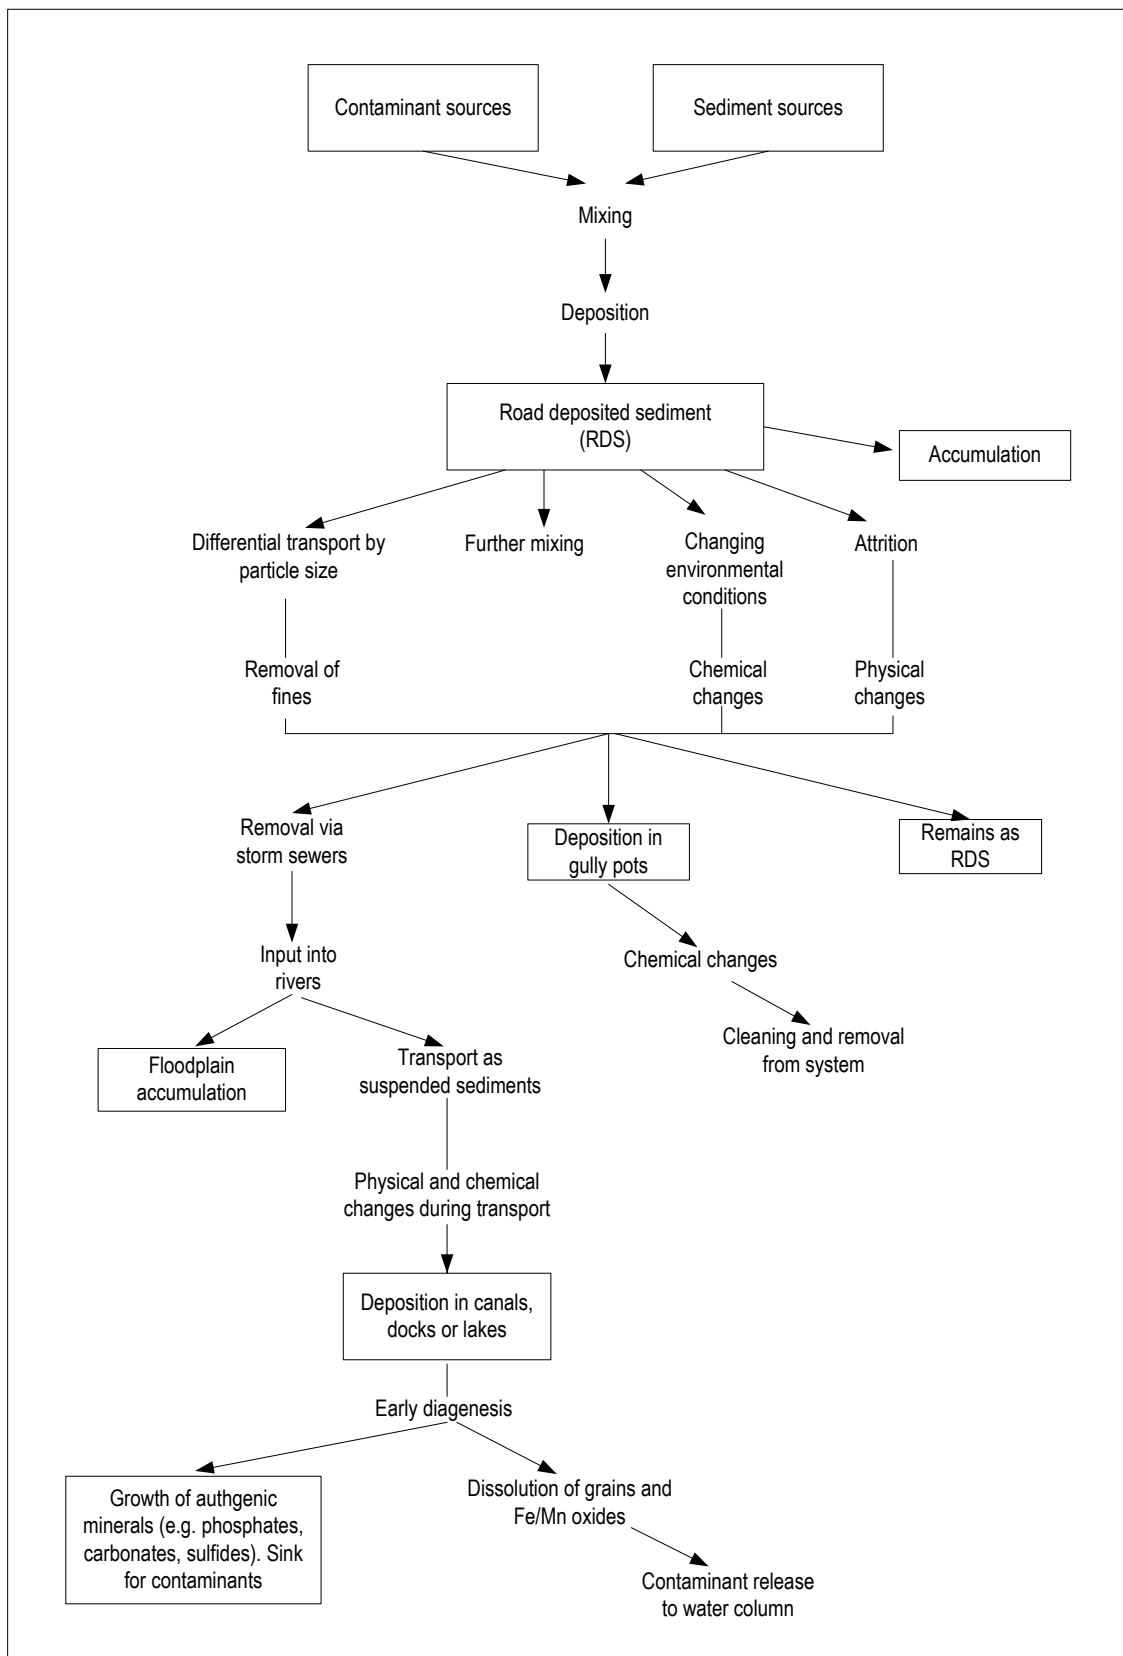 Contaminant sources
Sediment sources
Mixing
Deposition
Road deposited sediment
(RDS)
Accumulation
Differential transport by
particle size
Further mixing
Changing
environmental
conditions
Attrition
Removal of
fines
Chemical
changes
Physical
changes
Removal via
storm sewers
Deposition in
gully pots
Remains as
RDS
Input into
rivers
Chemical changes
Cleaning and removal
from system
Floodplain
accumulation
Transport as
suspended sediments
Physical and chemical
changes during transport
Deposition in canals,
docks or lakes
Early diagenesis
Growth of authgenic
minerals (e.g. phosphates,
carbonates, sulfides). Sink
for contaminants
Dissolution of grains and
Fe/Mn oxides
Contaminant release
to water column